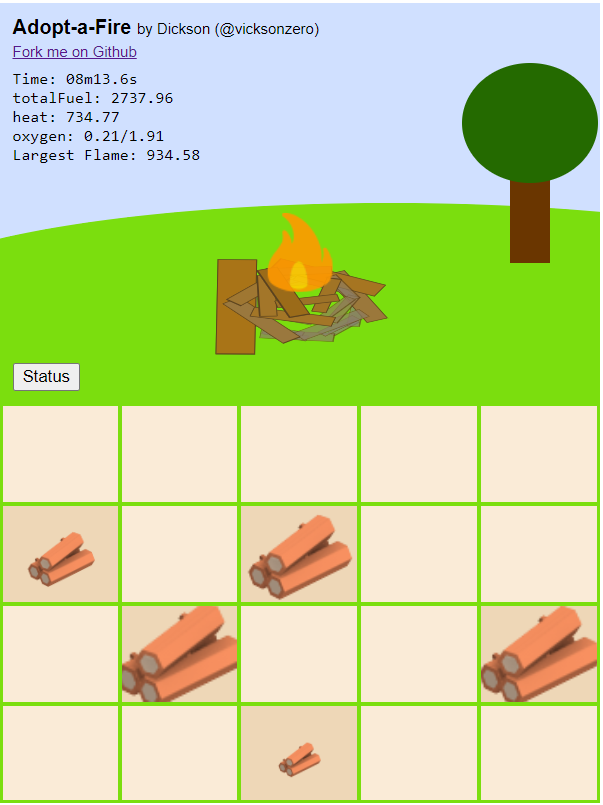 Adopt-a-Fire by Dickson (@vicksonzero)
Fork me on Github
Time: 08m13.6s
totalFuel: 2737.96
heat: 734.77
oxygen: 0.21/1.91
Largest Flame: 934.58
Status